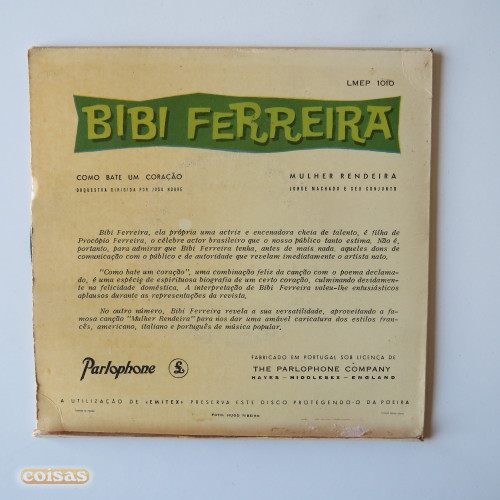 LMEP 1010
BIBI FERREIRA
COMO BATE UM CORAÇÃO
MULHER RENDEIRA
ORQUESTRA DIRIGIDA POR JOÃO NOBRE
JORGE MACHADO E SEU CONJUNTO
Bibi Ferreira, ela própria uma actriz e encenadora cheia de talento, é filha de
Procópio Ferreira, o célebre actor brasileiro que o nosso público tanto estima. Não é,
portanto, para admirar que Bibi Ferreira tenha, antes de mais nada, aqueles dons de
comunicação com o público e de autoridade que revelam imediatamente o artista nato.
"Como bate um coração", uma combinação feliz da canção com o poema declama-
do, é uma espécie de espirituosa biografia de um certo coração, culminando devidamen-
te na felicidade doméstica. A interpretação de Bibi Ferreira valeu-lhe entusiásticos
aplausos durante as representações da revista,
No outro número, Bibi Ferreira revela a sua versatilidade, aproveitando a fa-
mosa canção "Mulher Rendeira" para nos dar uma amável caricatura dos estilos fran-
cês, americano, italiano e português de música popular,
Parlophone
FABRICADO EM PORTUGAL SOB LICENÇA DE
THE PARLOPHONE COMPANY
HAYES - MIDDLESEX - ENGLAND
A UTILIZAÇÃO DE «EMITEX» PRESERVA ESTE DISCO PROTEGENDO-O DA POEIRA
FOTO: HUGO RIBEIRO
coisas